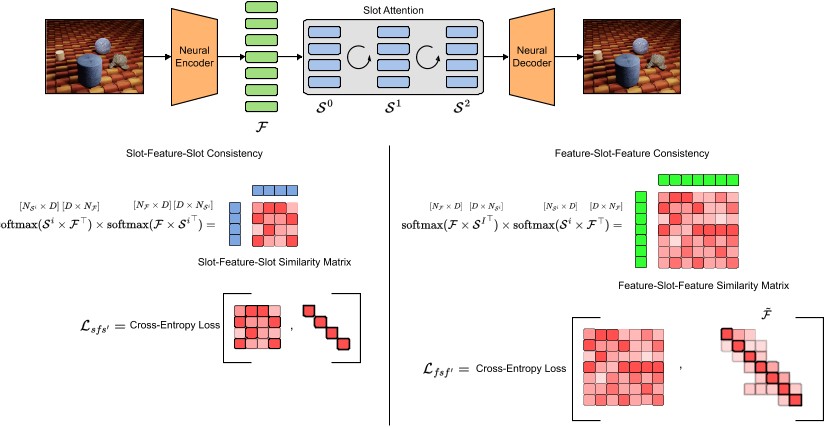 Slot Attention
Neural
Encoder
Neural
Decoder
S⁰
S¹
S²
F
Slot-Feature-Slot Consistency
[N_{S^i} × D] [D × N_F]
[N_F × D] [D × N_{S^i}]
softmax(S^i × F^⊤) × softmax(F × S^{i⊤}) =
Slot-Feature-Slot Similarity Matrix
L_{sfs'} = Cross-Entropy Loss
,
Feature-Slot-Feature Consistency
[N_F × D] [D × N_{S^i}]
[N_{S^i} × D] [D × N_F]
softmax(F × S^{I⊤}) × softmax(S^i × F^⊤) =
Feature-Slot-Feature Similarity Matrix
F̃
L_{fsf'} = Cross-Entropy Loss
,